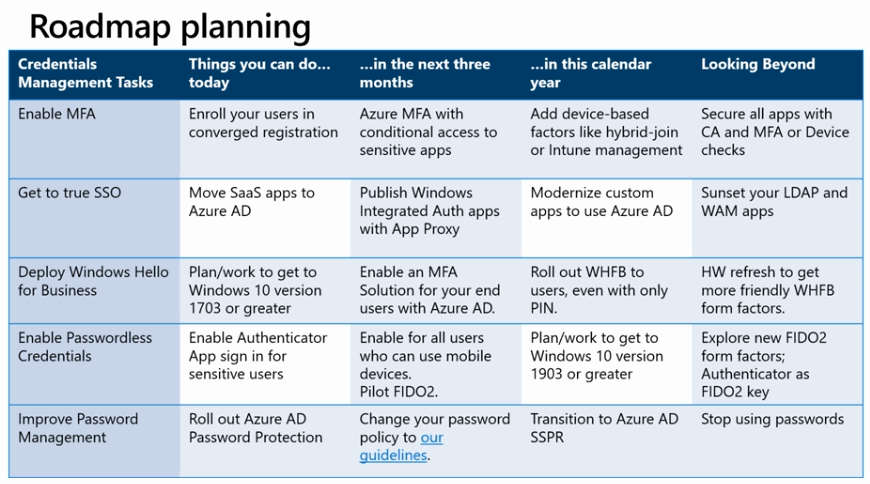 Roadmap planning
Credentials
Management Tasks
Things you can do…
today
…in the next three
months
…in this calendar
year
Looking Beyond
Enable MFA
Enroll your users in
converged registration
Azure MFA with
conditional access to
sensitive apps
Add device-based
factors like hybrid-join
or Intune management
Secure all apps with
CA and MFA or Device
checks
Get to true SSO
Move SaaS apps to
Azure AD
Publish Windows
Integrated Auth apps
with App Proxy
Modernize custom
apps to use Azure AD
Sunset your LDAP and
WAM apps
Deploy Windows Hello
for Business
Plan/work to get to
Windows 10 version
1703 or greater
Enable an MFA
Solution for your end
users with Azure AD.
Roll out WHFB to
users, even with only
PIN.
HW refresh to get
more friendly WHFB
form factors.
Enable Passwordless
Credentials
Enable Authenticator
App sign in for
sensitive users
Enable for all users
who can use mobile
devices.
Pilot FIDO2.
Plan/work to get to
Windows 10 version
1903 or greater
Explore new FIDO2
form factors;
Authenticator as
FIDO2 key
Improve Password
Management
Roll out Azure AD
Password Protection
Change your password
policy to our
guidelines.
Transition to Azure AD
SSPR
Stop using passwords